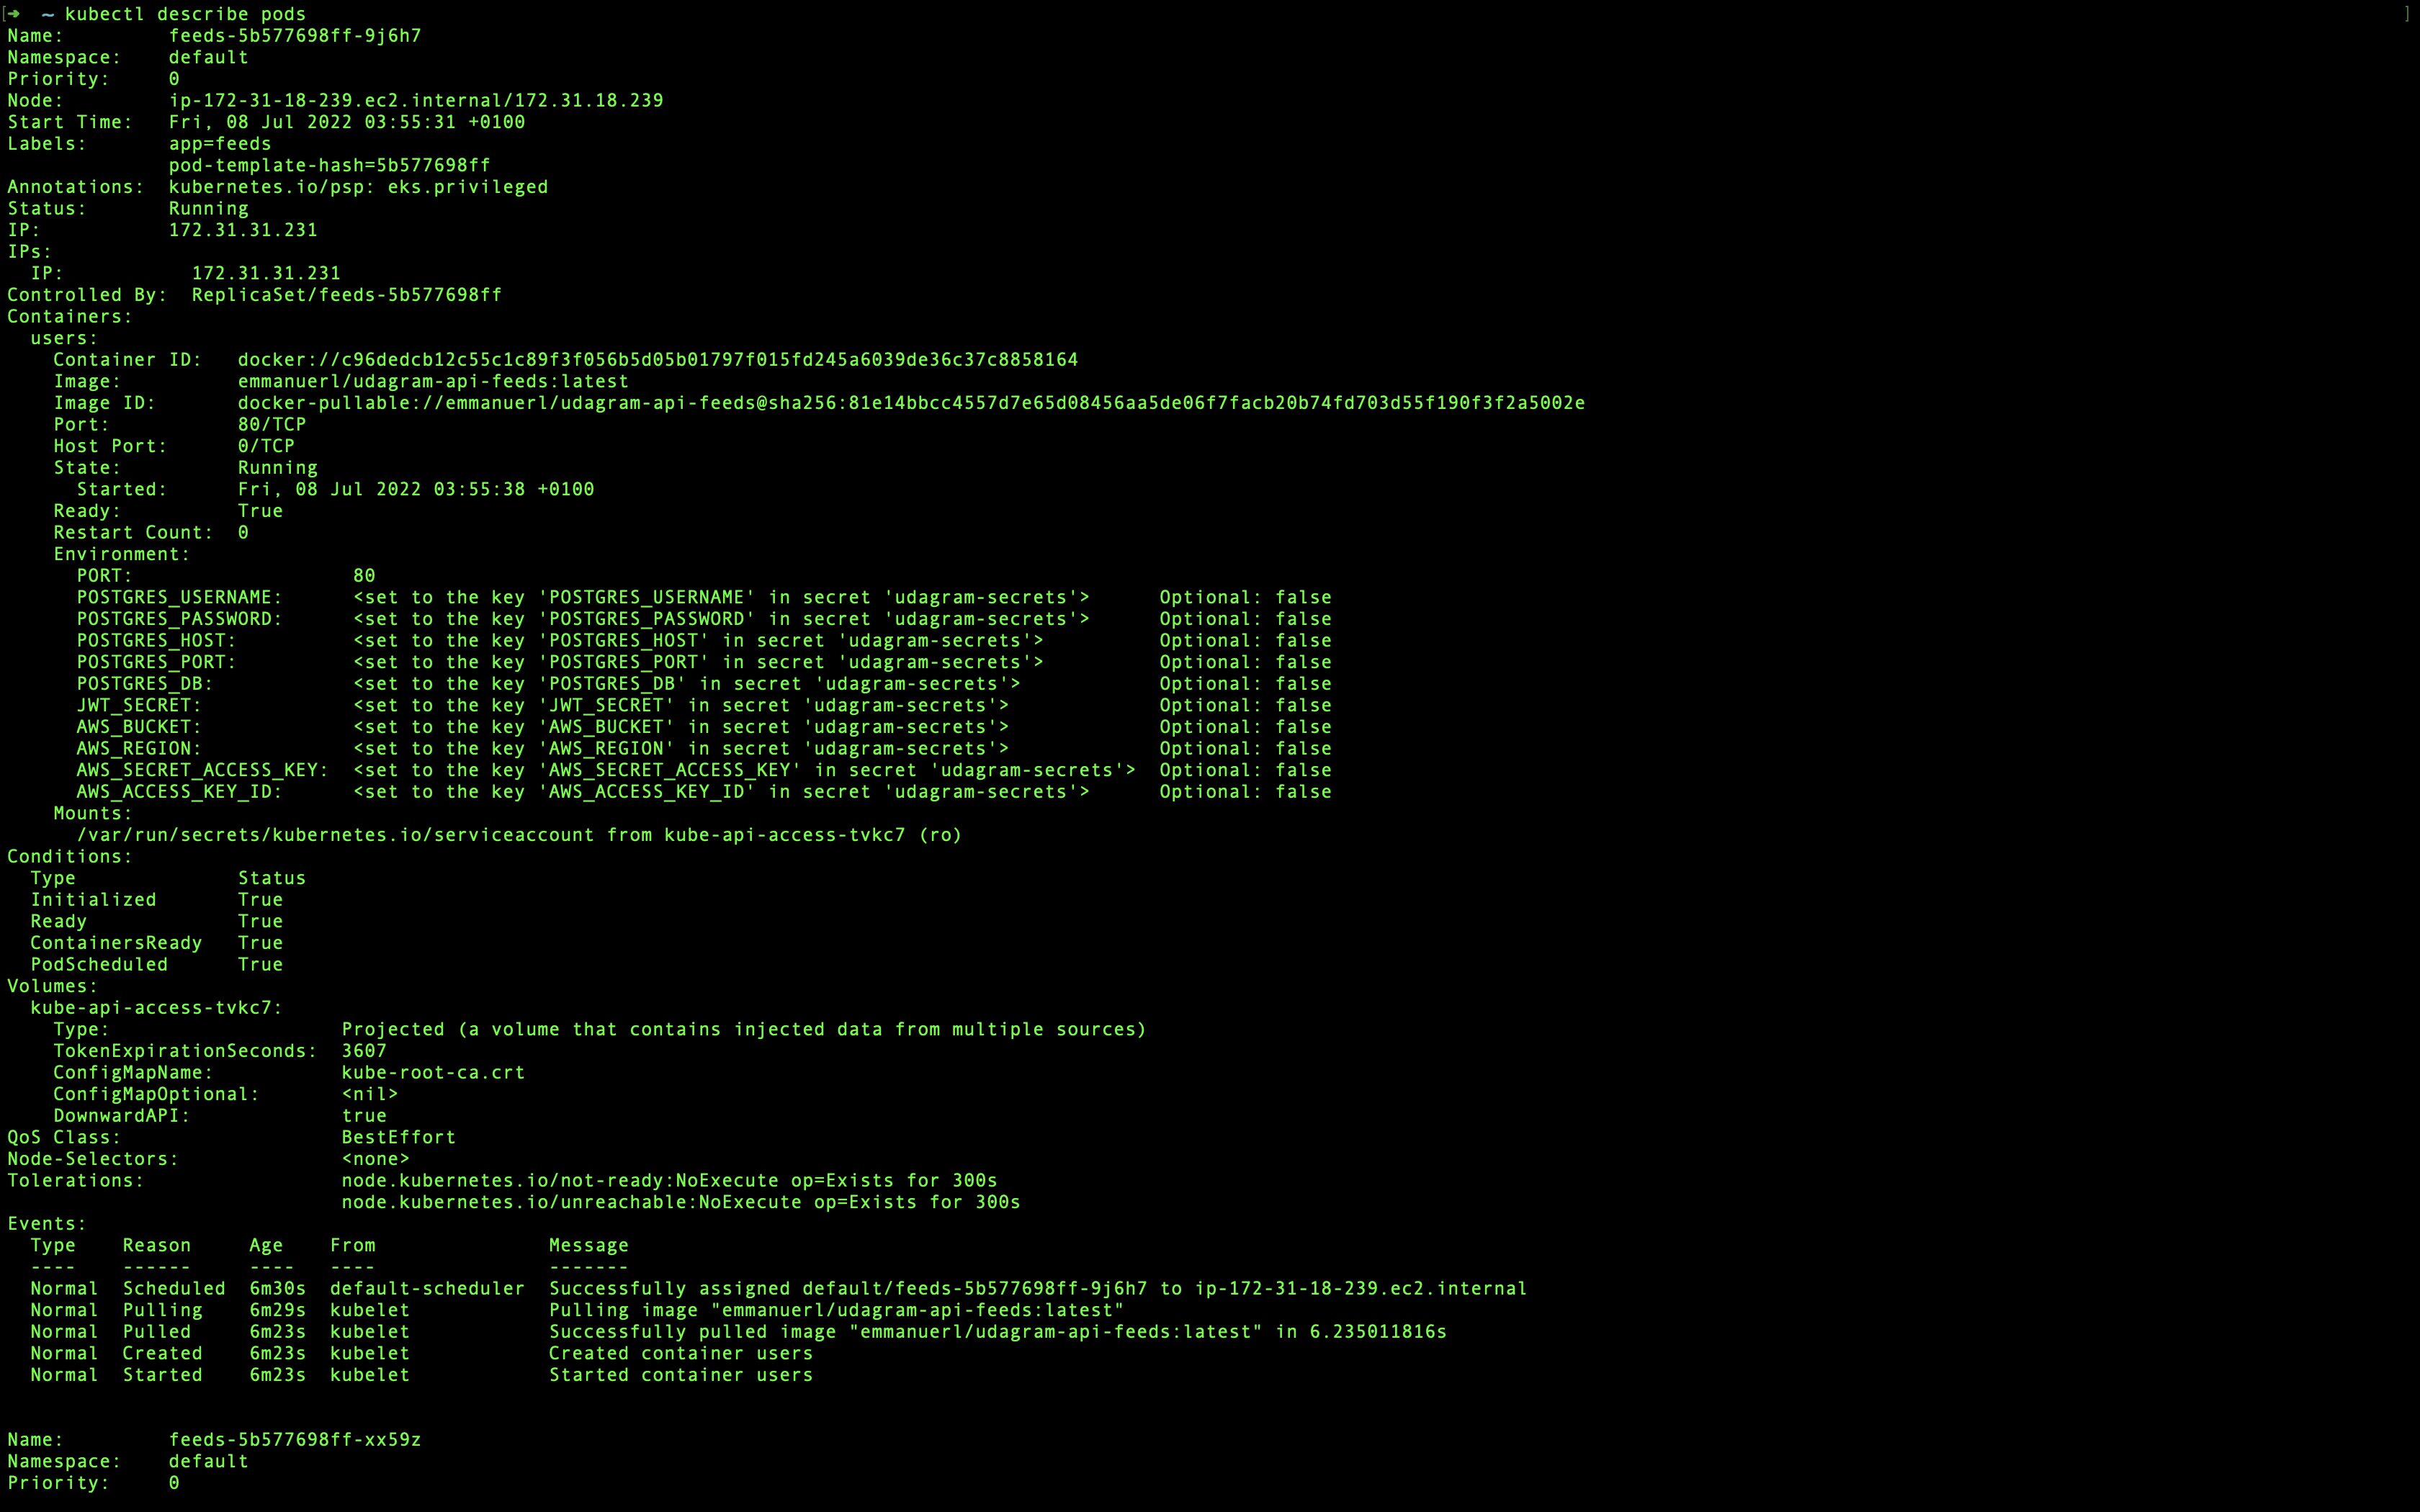 [➜  ~ kubectl describe pods ]
Name:         feeds-5b577698ff-9j6h7
Namespace:    default
Priority:     0
Node:         ip-172-31-18-239.ec2.internal/172.31.18.239
Start Time:   Fri, 08 Jul 2022 03:55:31 +0100
Labels:       app=feeds
              pod-template-hash=5b577698ff
Annotations:  kubernetes.io/psp: eks.privileged
Status:       Running
IP:           172.31.31.231
IPs:
  IP:           172.31.31.231
Controlled By:  ReplicaSet/feeds-5b577698ff
Containers:
  users:
    Container ID:   docker://c96dedcb12c55c1c89f3f056b5d05b01797f015fd245a6039de36c37c8858164
    Image:          emmanuerl/udagram-api-feeds:latest
    Image ID:       docker-pullable://emmanuerl/udagram-api-feeds@sha256:81e14bbcc4557d7e65d08456aa5de06f7facb20b74fd703d55f190f3f2a5002e
    Port:           80/TCP
    Host Port:      0/TCP
    State:          Running
      Started:      Fri, 08 Jul 2022 03:55:38 +0100
    Ready:          True
    Restart Count:  0
    Environment:
      PORT:                   80
      POSTGRES_USERNAME:      <set to the key 'POSTGRES_USERNAME' in secret 'udagram-secrets'>      Optional: false
      POSTGRES_PASSWORD:      <set to the key 'POSTGRES_PASSWORD' in secret 'udagram-secrets'>      Optional: false
      POSTGRES_HOST:          <set to the key 'POSTGRES_HOST' in secret 'udagram-secrets'>          Optional: false
      POSTGRES_PORT:          <set to the key 'POSTGRES_PORT' in secret 'udagram-secrets'>          Optional: false
      POSTGRES_DB:            <set to the key 'POSTGRES_DB' in secret 'udagram-secrets'>            Optional: false
      JWT_SECRET:             <set to the key 'JWT_SECRET' in secret 'udagram-secrets'>             Optional: false
      AWS_BUCKET:             <set to the key 'AWS_BUCKET' in secret 'udagram-secrets'>             Optional: false
      AWS_REGION:             <set to the key 'AWS_REGION' in secret 'udagram-secrets'>             Optional: false
      AWS_SECRET_ACCESS_KEY:  <set to the key 'AWS_SECRET_ACCESS_KEY' in secret 'udagram-secrets'>  Optional: false
      AWS_ACCESS_KEY_ID:      <set to the key 'AWS_ACCESS_KEY_ID' in secret 'udagram-secrets'>      Optional: false
    Mounts:
      /var/run/secrets/kubernetes.io/serviceaccount from kube-api-access-tvkc7 (ro)
Conditions:
  Type              Status
  Initialized       True
  Ready             True
  ContainersReady   True
  PodScheduled      True
Volumes:
  kube-api-access-tvkc7:
    Type:                    Projected (a volume that contains injected data from multiple sources)
    TokenExpirationSeconds:  3607
    ConfigMapName:           kube-root-ca.crt
    ConfigMapOptional:       <nil>
    DownwardAPI:             true
QoS Class:                   BestEffort
Node-Selectors:              <none>
Tolerations:                 node.kubernetes.io/not-ready:NoExecute op=Exists for 300s
                             node.kubernetes.io/unreachable:NoExecute op=Exists for 300s
Events:
  Type    Reason     Age    From               Message
  ----    ------     ----   ----               -------
  Normal  Scheduled  6m30s  default-scheduler  Successfully assigned default/feeds-5b577698ff-9j6h7 to ip-172-31-18-239.ec2.internal
  Normal  Pulling    6m29s  kubelet            Pulling image "emmanuerl/udagram-api-feeds:latest"
  Normal  Pulled     6m23s  kubelet            Successfully pulled image "emmanuerl/udagram-api-feeds:latest" in 6.235011816s
  Normal  Created    6m23s  kubelet            Created container users
  Normal  Started    6m23s  kubelet            Started container users
Name:         feeds-5b577698ff-xx59z
Namespace:    default
Priority:     0